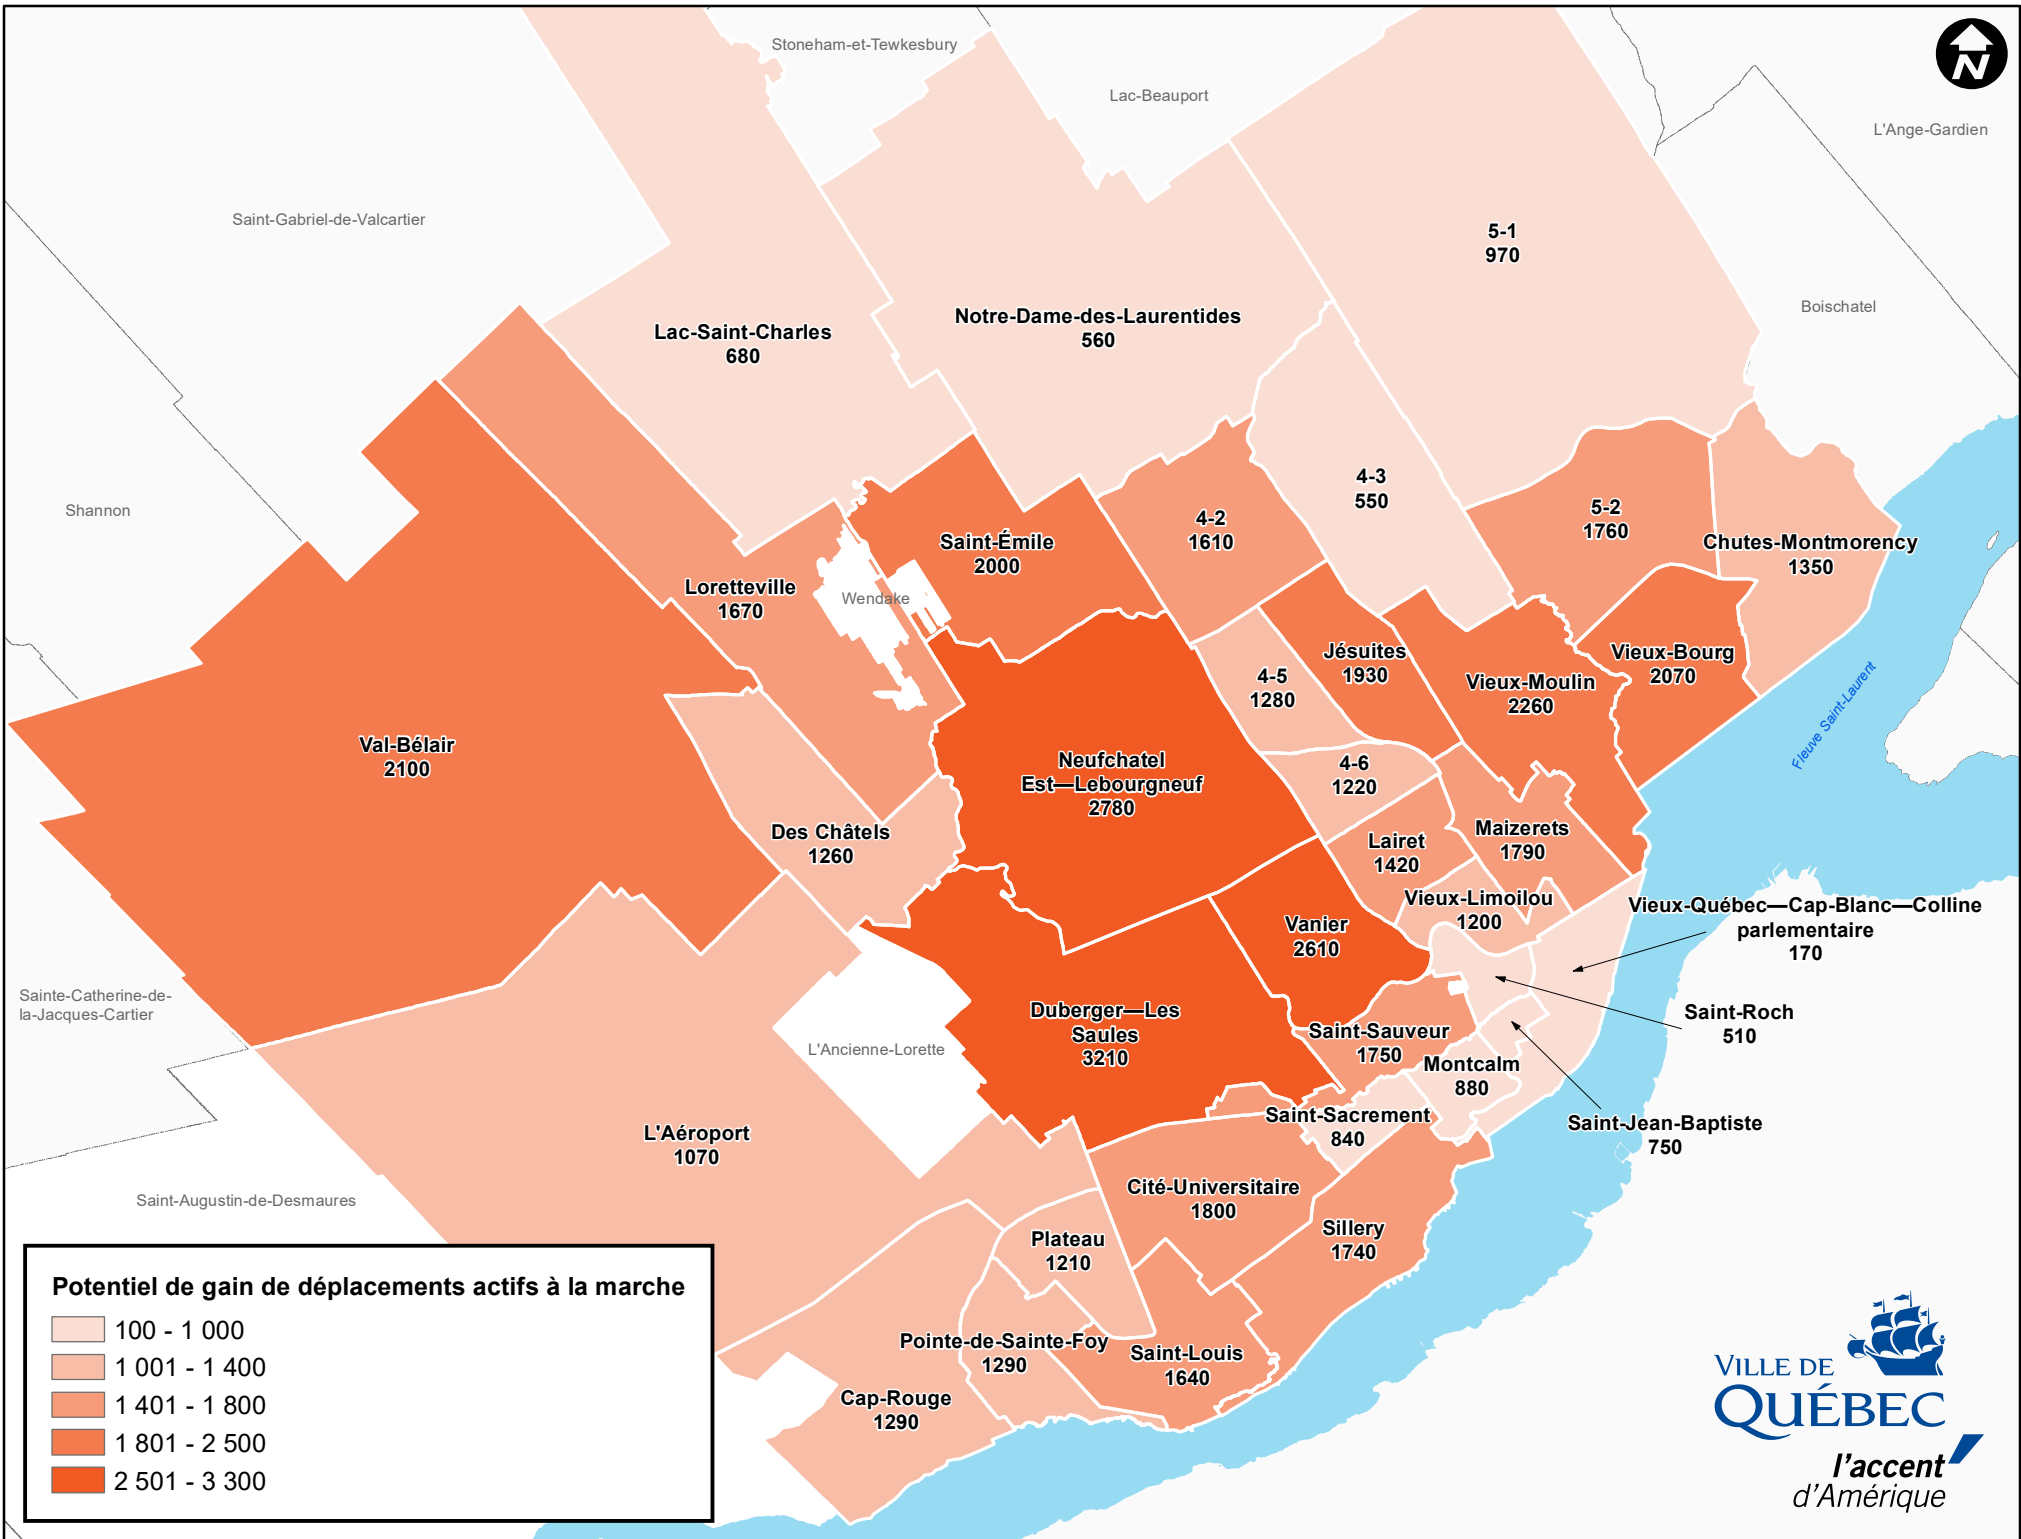 Stoneham-et-Tewkesbury
Lac-Beauport
N
L'Ange-Gardien
Saint-Gabriel-de-Valcartier
5-1
970
Boischatel
Notre-Dame-des-Laurentides
560
Lac-Saint-Charles
680
Shannon
4-3
550
5-2
1760
4-2
1610
Chutes-Montmorency
1350
Saint-Émile
2000
Loretteville
1670
Wendake
Jésuites
1930
Vieux-Bourg
2070
4-5
1280
Vieux-Moulin
2260
Fleuve Saint-Laurent
Val-Bélair
2100
Neufchatel
Est—Lebourgneuf
2780
4-6
1220
Des Châtels
1260
Lairet
1420
Maizerets
1790
Vieux-Limoilou
1200
Vieux-Québec—Cap-Blanc—Colline
parlementaire
170
Vanier
2610
Sainte-Catherine-de-
la-Jacques-Cartier
Duberger—Les
Saules
3210
Saint-Roch
510
Saint-Sauveur
1750
L'Ancienne-Lorette
Montcalm
880
Saint-Sacrement
840
Saint-Jean-Baptiste
750
L'Aéroport
1070
Saint-Augustin-de-Desmaures
Cité-Universitaire
1800
Sillery
1740
Plateau
1210
Pointe-de-Sainte-Foy
1290
Saint-Louis
1640
Cap-Rouge
1290
Potentiel de gain de déplacements actifs à la marche
100 - 1 000
1 001 - 1 400
1 401 - 1 800
1 801 - 2 500
2 501 - 3 300
VILLE DE
QUÉBEC
l'accent
d'Amérique